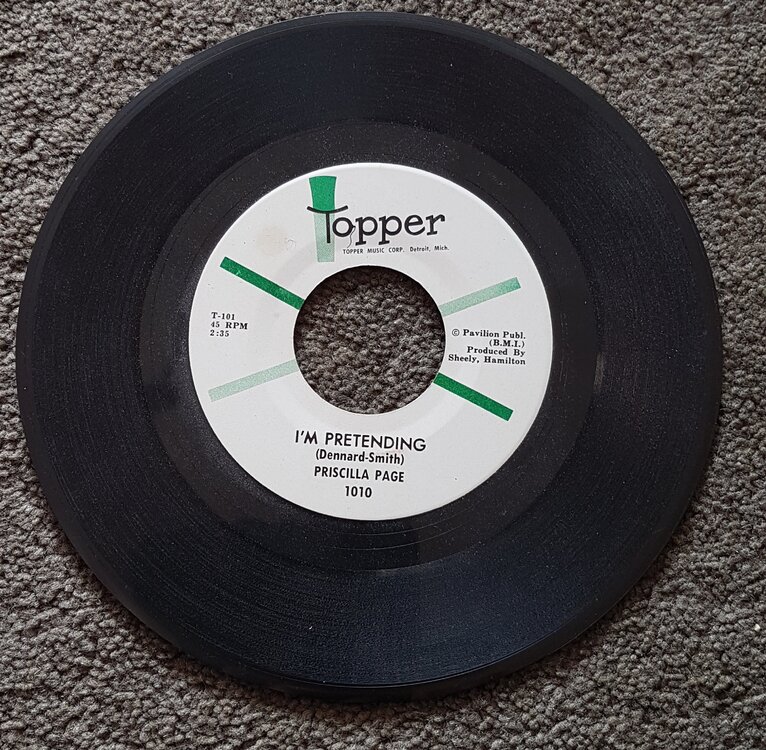 Topper
TOPPER MUSIC CORP. Detroit, Mich.
T-101
45 RPM
2:35
© Pavilion Publ.
(B.M.I.)
Produced By
Sheely, Hamilton
I'M PRETENDING
(Dennard-Smith)
PRISCILLA PAGE
1010